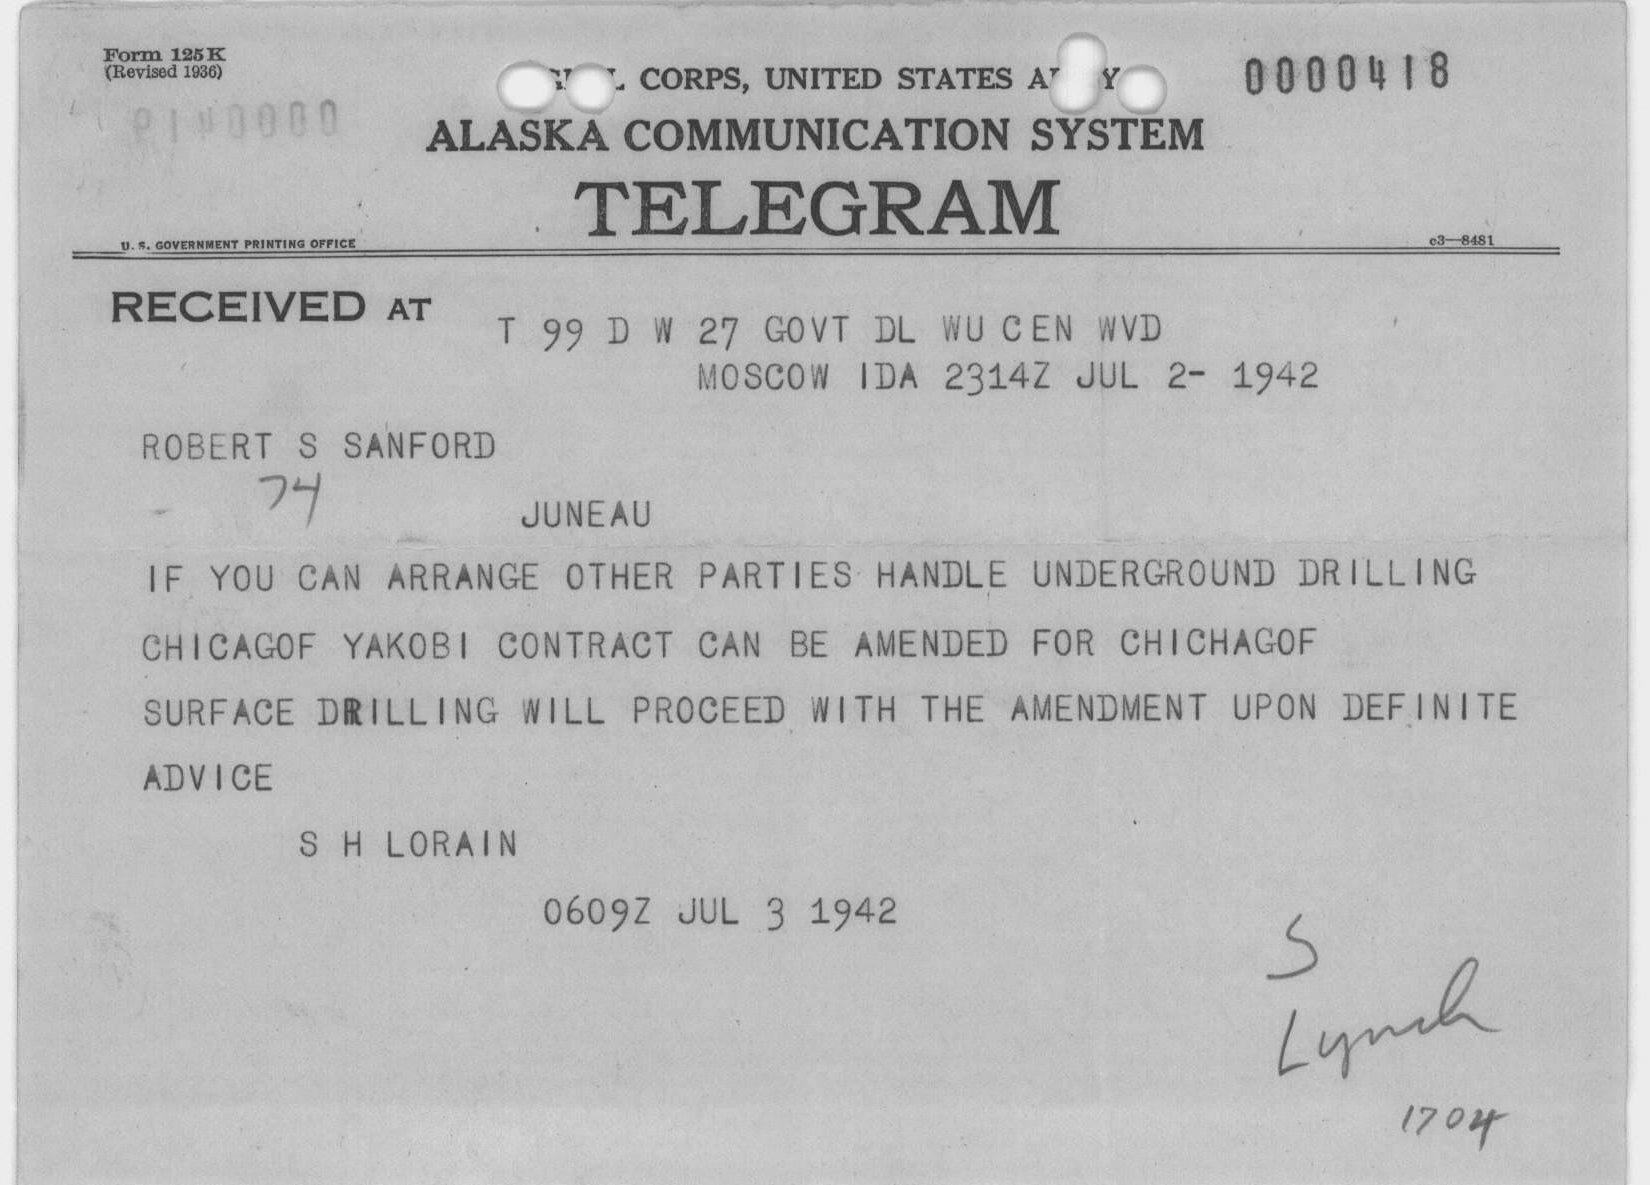 Form 125K
(Revised 1936)
CORPS, UNITED STATES
0000418
ALASKA COMMUNICATION SYSTEM
TELEGRAM
U. S. GOVERNMENT PRINTING OFFICE
c3—8481
RECEIVED AT
T 99 D W 27 GOVT DL WU CEN WVD
MOSCOW IDA 2314Z JUL 2- 1942
ROBERT S SANFORD
74
JUNEAU
IF YOU CAN ARRANGE OTHER PARTIES HANDLE UNDERGROUND DRILLING
CHICAGOF YAKOBI CONTRACT CAN BE AMENDED FOR CHICHAGOF
SURFACE DRILLING WILL PROCEED WITH THE AMENDMENT UPON DEFINITE
ADVICE
S H LORAIN
0609Z JUL 3 1942
S
Lynch
1704